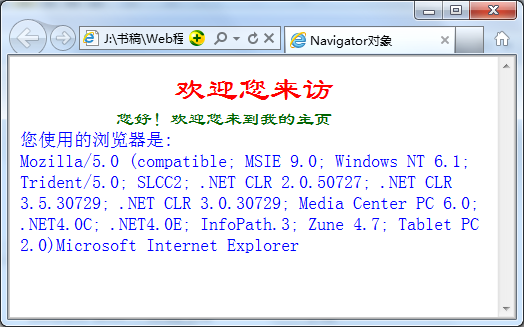 J:\书稿\Web程
Navigator对象
欢迎您来访
您好！欢迎您来到我的主页
您使用的浏览器是:
Mozilla/5.0 (compatible; MSIE 9.0; Windows NT 6.1;
Trident/5.0; SLCC2; .NET CLR 2.0.50727; .NET CLR
3.5.30729; .NET CLR 3.0.30729; Media Center PC 6.0;
.NET4.0C; .NET4.0E; InfoPath.3; Zune 4.7; Tablet PC
2.0)Microsoft Internet Explorer